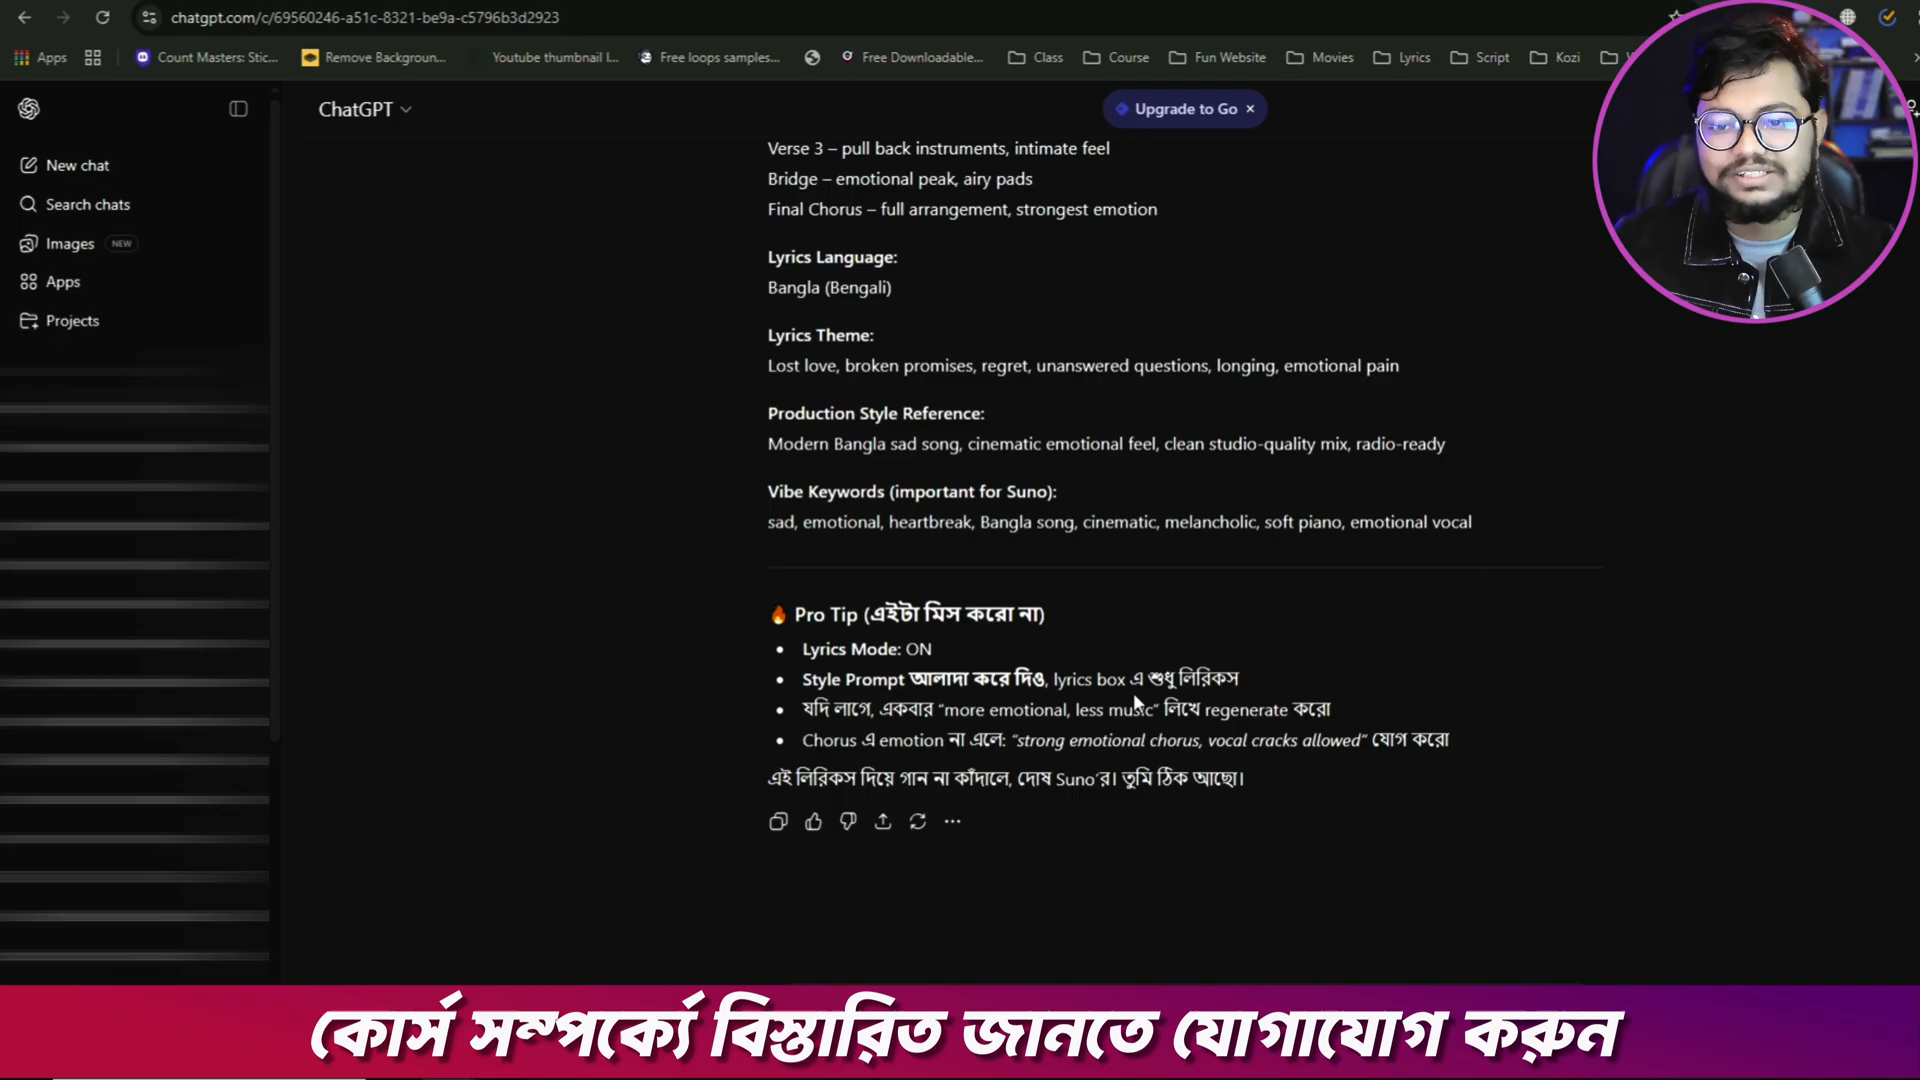 chatgpt.com/c/69560246-a51c-8321-be9a-c5796b3d2923
Apps
Count Masters: Stic...
Remove Backgroun...
Youtube thumbnail l...
Free loops samples...
Free Downloadable...
Class
Course
Fun Website
Movies
Lyrics
Script
Kozi
ChatGPT
Upgrade to Go ×
New chat
Search chats
Images NEW
Apps
Projects
Verse 3 – pull back instruments, intimate feel
Bridge – emotional peak, airy pads
Final Chorus – full arrangement, strongest emotion
Lyrics Language:
Bangla (Bengali)
Lyrics Theme:
Lost love, broken promises, regret, unanswered questions, longing, emotional pain
Production Style Reference:
Modern Bangla sad song, cinematic emotional feel, clean studio-quality mix, radio-ready
Vibe Keywords (important for Suno):
sad, emotional, heartbreak, Bangla song, cinematic, melancholic, soft piano, emotional vocal
🔥 Pro Tip (এইটা মিস করো না)
• Lyrics Mode: ON
• Style Prompt আলাদা করে দিও, lyrics box এ শুধু লিরিকস
• যদি লাগে, একবার “more emotional, less music” লিখে regenerate করো
• Chorus এ emotion না এলে: “strong emotional chorus, vocal cracks allowed” যোগ করো
এই লিরিকস দিয়ে গান না কাঁদালে, দোষ Suno’র। তুমি ঠিক আছো।
কোর্স সম্পর্ক্যে বিস্তারিত জানতে যোগাযোগ করুন